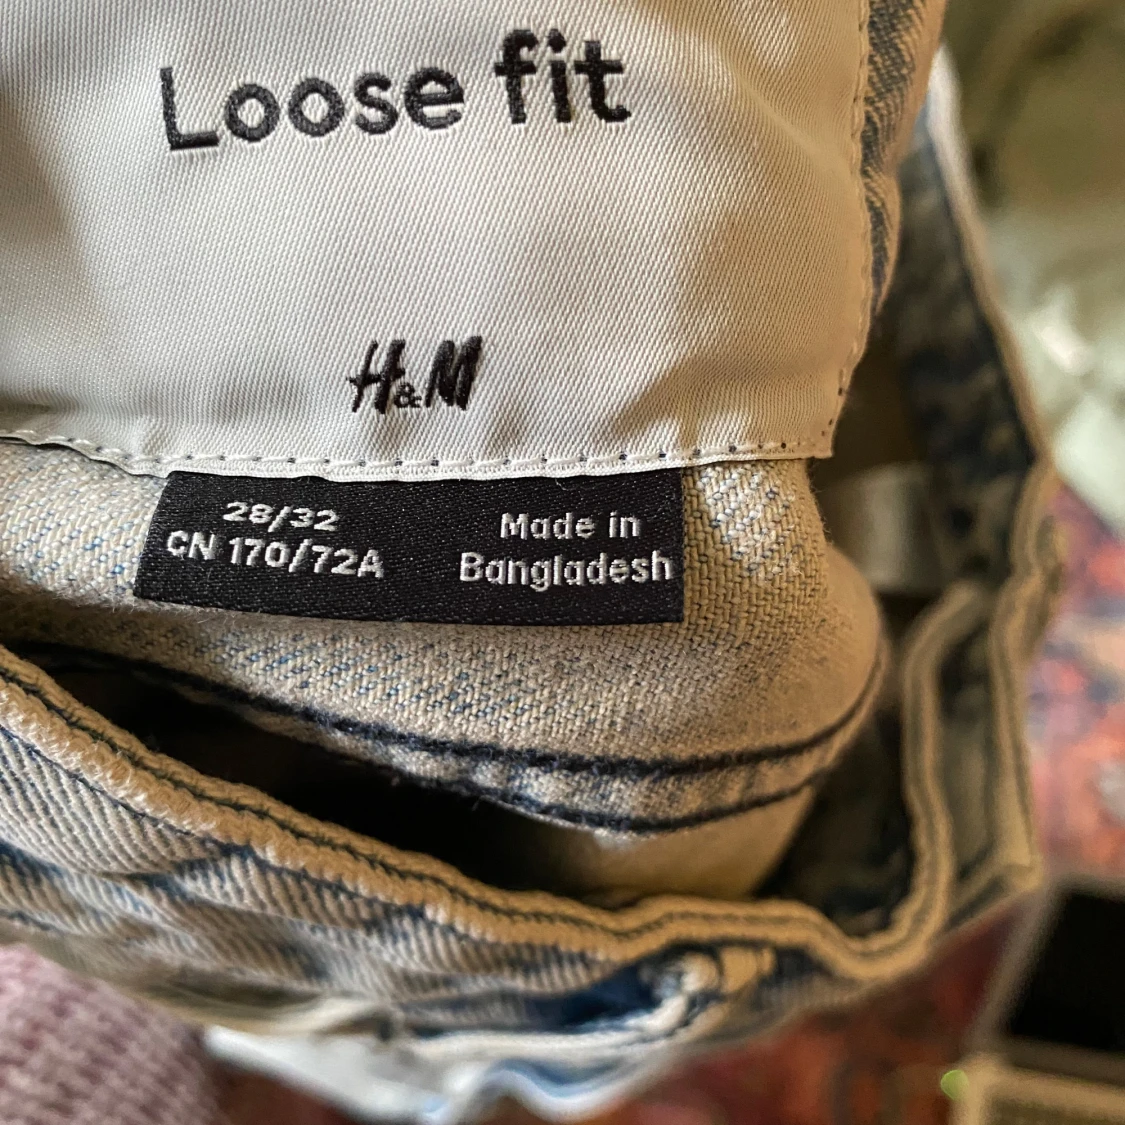 Loose fit
H&M
28/32
CN 170/72A
Made in
Bangladesh